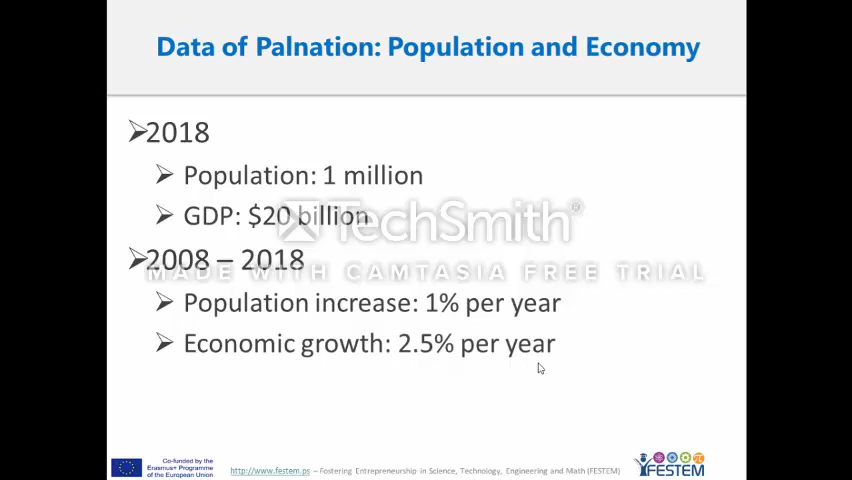 Data of Palnation: Population and Economy
2018
Population: 1 million
GDP: $20 billion
TechSmith®
2008 – 2018
MADE WITH CAMTASIA FREE TRIAL
Population increase: 1% per year
Economic growth: 2.5% per year
Co-funded by the
Erasmus+ Programme
of the European Union
http://www.festem.ps – Fostering Entrepreneurship in Science, Technology, Engineering and Math (FESTEM)
FESTEM